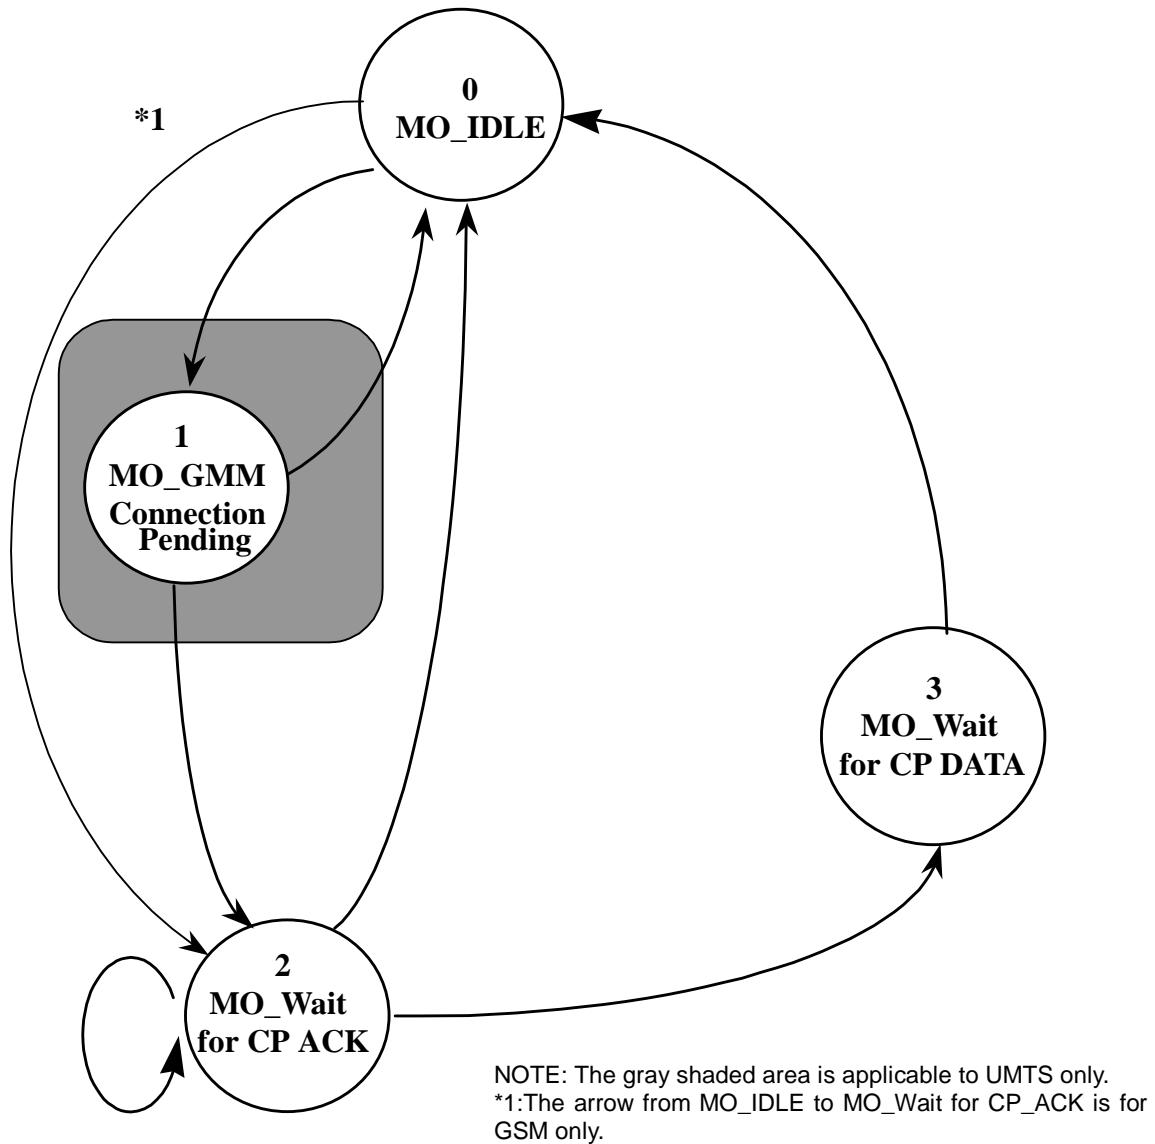 0
MO_IDLE
*1
1
MO_GMM
Connection
Pending
3
MO_Wait
for CP DATA
2
MO_Wait
for CP ACK
NOTE: The gray shaded area is applicable to UMTS only.
*1:The arrow from MO_IDLE to MO_Wait for CP_ACK is for
GSM only.